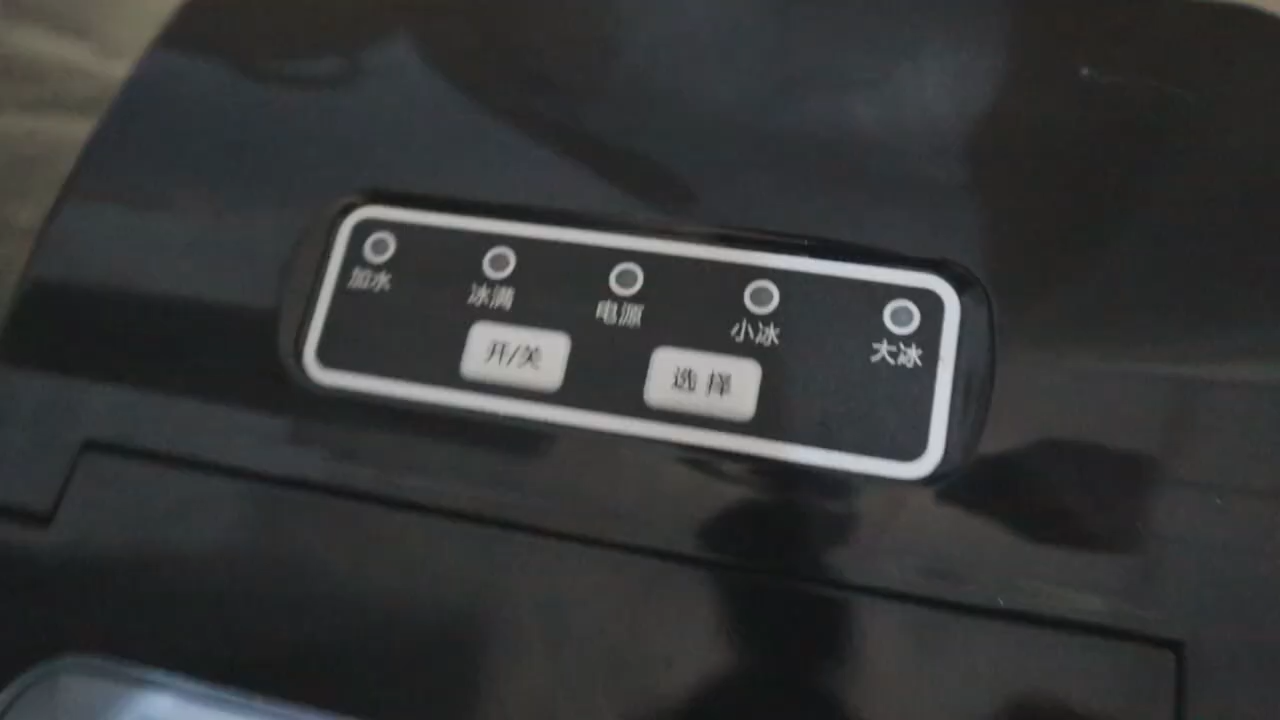 加水 冰满 电源 小冰 大冰
开/关 选择